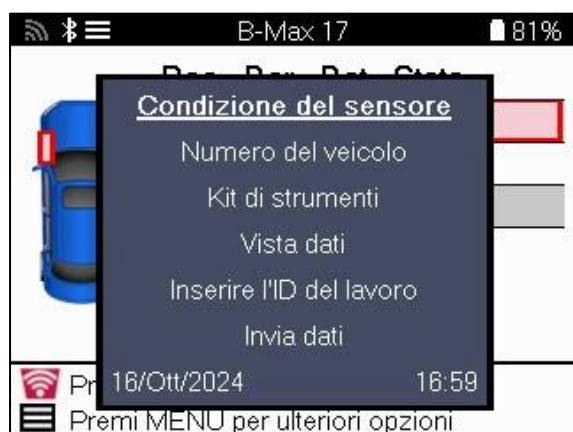 B-Max 17 81%
Condizione del sensore
Numero del veicolo
Kit di strumenti
Vista dati
Inserire l'ID del lavoro
Invia dati
16/Ott/2024 16:59
Premi MENU per ulteriori opzioni